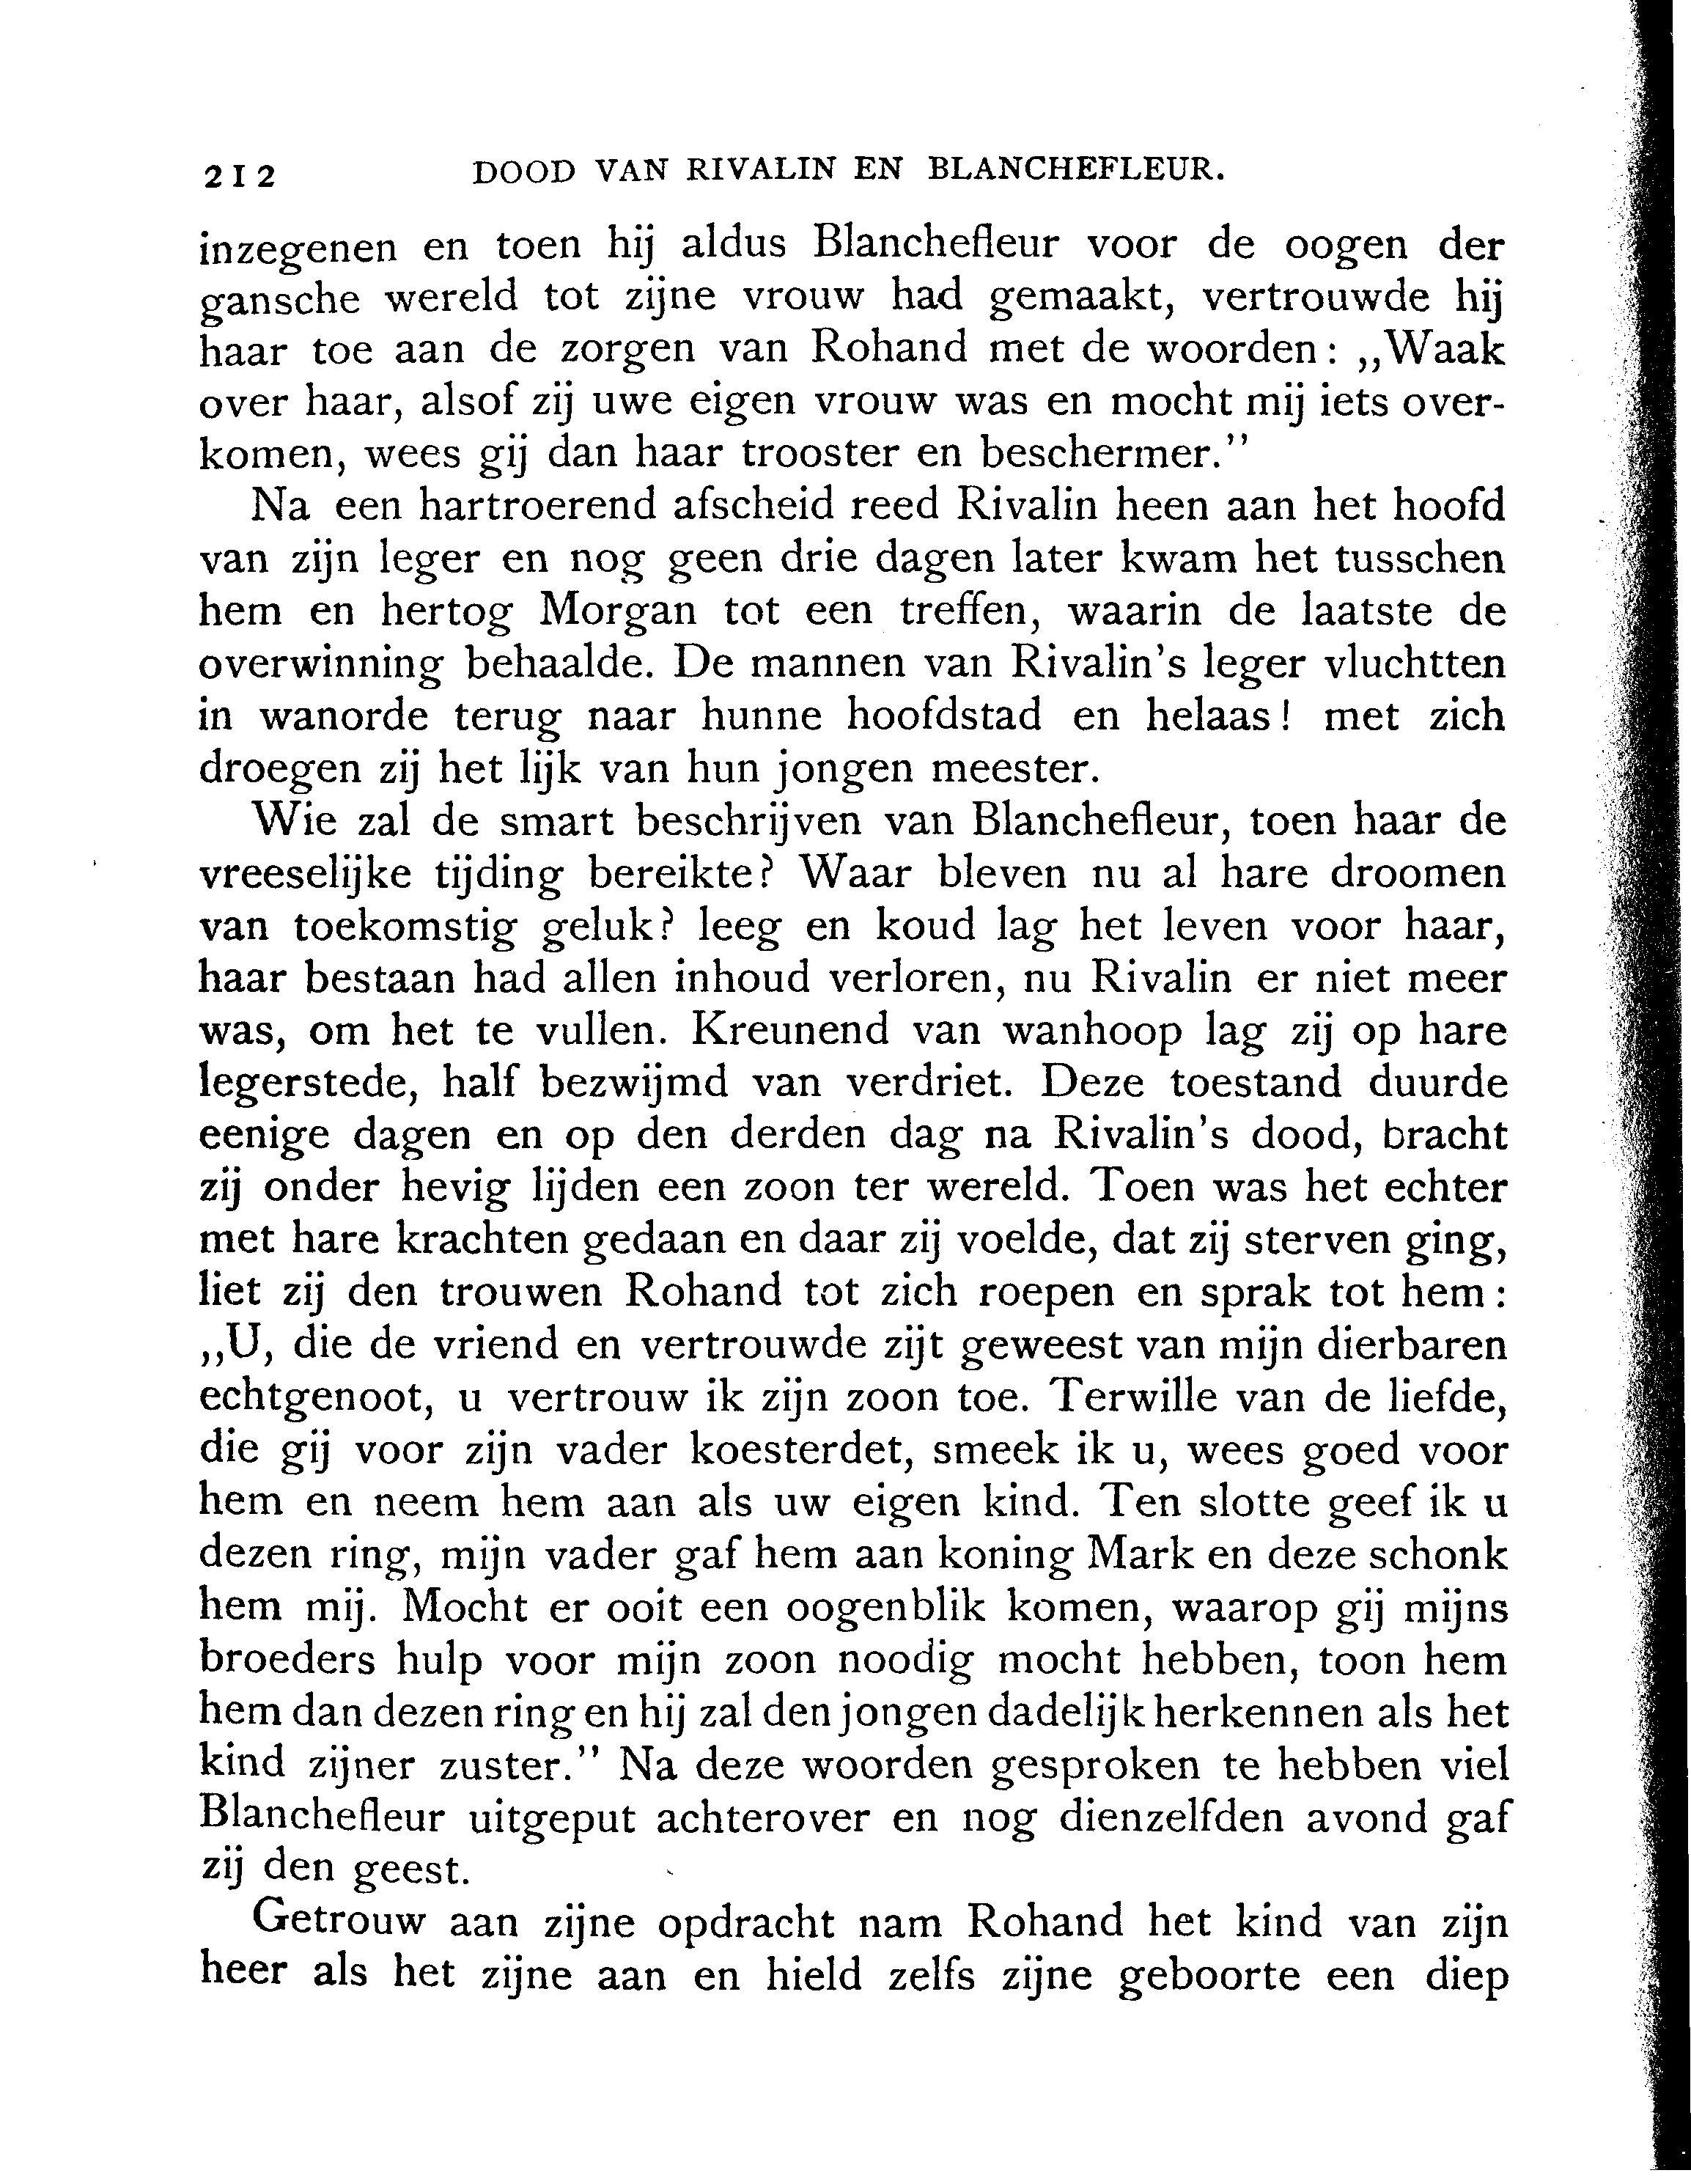 212 DOOD VAN RIVALIN EN BLANCHEFLEUR.
inzegenen en toen hij aldus Blanchefleur voor de oogen der
gansche wereld tot zijne vrouw had gemaakt, vertrouwde hij
haar toe aan de zorgen van Rohand met de woorden: ,,Waak
over haar, alsof zij uwe eigen vrouw was en mocht mij iets over-
komen, wees gij dan haar trooster en beschermer.''
Na een hartroerend afscheid reed Rivalin heen aan het hoofd
van zijn leger en nog geen drie dagen later kwam het tusschen
hem en hertog Morgan tot een treffen, waarin de laatste de
overwinning behaalde. De mannen van Rivalin's leger vluchtten
in wanorde terug naar hunne hoofdstad en helaas! met zich
droegen zij het lijk van hun jongen meester.
Wie zal de smart beschrijven van Blanchefleur, toen haar de
vreeselijke tijding bereikte? Waar bleven nu al hare droomen
van toekomstig geluk? leeg en koud lag het leven voor haar,
haar bestaan had allen inhoud verloren, nu Rivalin er niet meer
was, om het te vullen. Kreunend van wanhoop lag zij op hare
legerstede, half bezwijmd van verdriet. Deze toestand duurde
eenige dagen en op den derden dag na Rivalin's dood, bracht
zij onder hevig lijden een zoon ter wereld. Toen was het echter
met hare krachten gedaan en daar zij voelde, dat zij sterven ging,
liet zij den trouwen Rohand tot zich roepen en sprak tot hem:
,,U, die de vriend en vertrouwde zijt geweest van mijn dierbaren
echtgenoot, u vertrouw ik zijn zoon toe. Terwille van de liefde,
die gij voor zijn vader koesterdet, smeek ik u, wees goed voor
hem en neem hem aan als uw eigen kind. Ten slotte geef ik u
dezen ring, mijn vader gaf hem aan koning Mark en deze schonk
hem mij. Mocht er ooit een oogenblik komen, waarop gij mijns
broeders hulp voor mijn zoon noodig mocht hebben, toon hem
hem dan dezen ring en hij zal den jongen dadelijk herkennen als het
kind zijner zuster.'' Na deze woorden gesproken te hebben viel
Blanchefleur uitgeput achterover en nog dienzelfden avond gaf
zij den geest.
Getrouw aan zijne opdracht nam Rohand het kind van zijn
heer als het zijne aan en hield zelfs zijne geboorte een diep